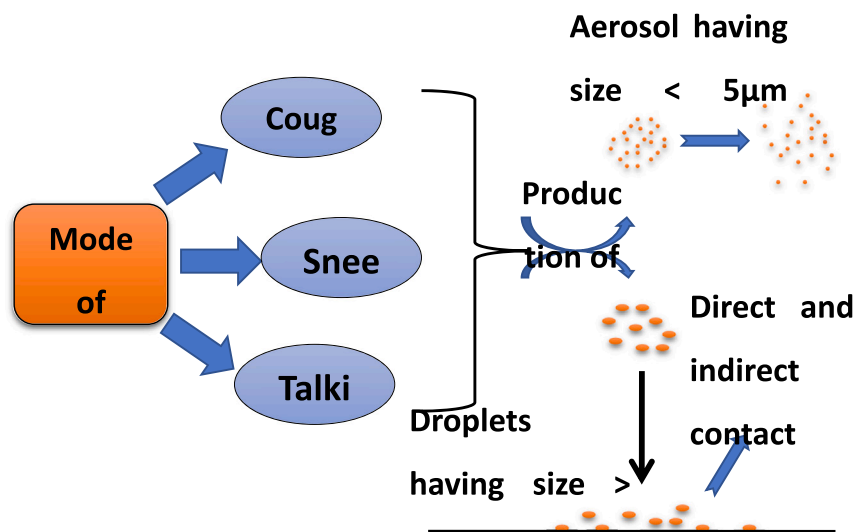 Mode
of
Coug
Snee
Talki
Produc
tion of
Aerosol having
size < 5µm
Droplets
having size >
Direct and
indirect
contact